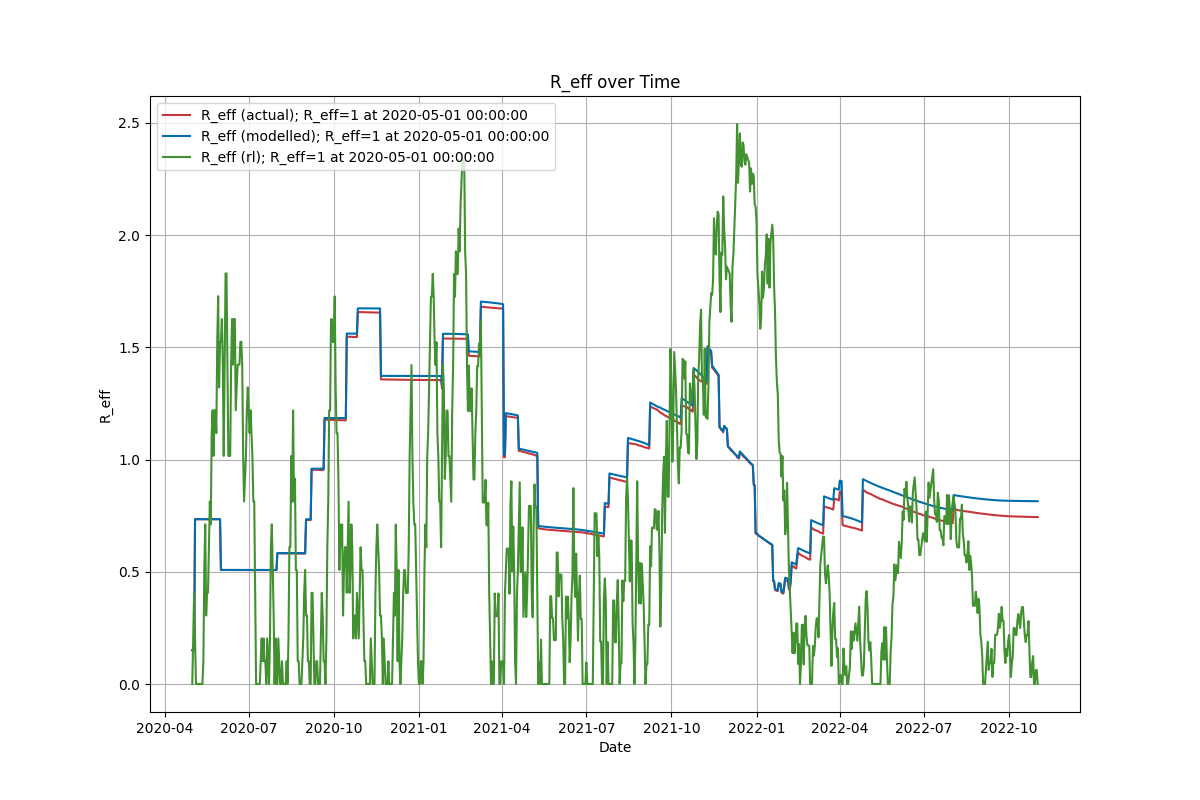 R_eff over Time
R_eff (actual); R_eff=1 at 2020-05-01 00:00:00
R_eff (modelled); R_eff=1 at 2020-05-01 00:00:00
R_eff (rl); R_eff=1 at 2020-05-01 00:00:00
R_eff
2.5
2.0
1.5
1.0
0.5
0.0
2020-04 2020-07 2020-10 2021-01 2021-04 2021-07 2021-10 2022-01 2022-04 2022-07 2022-10
Date